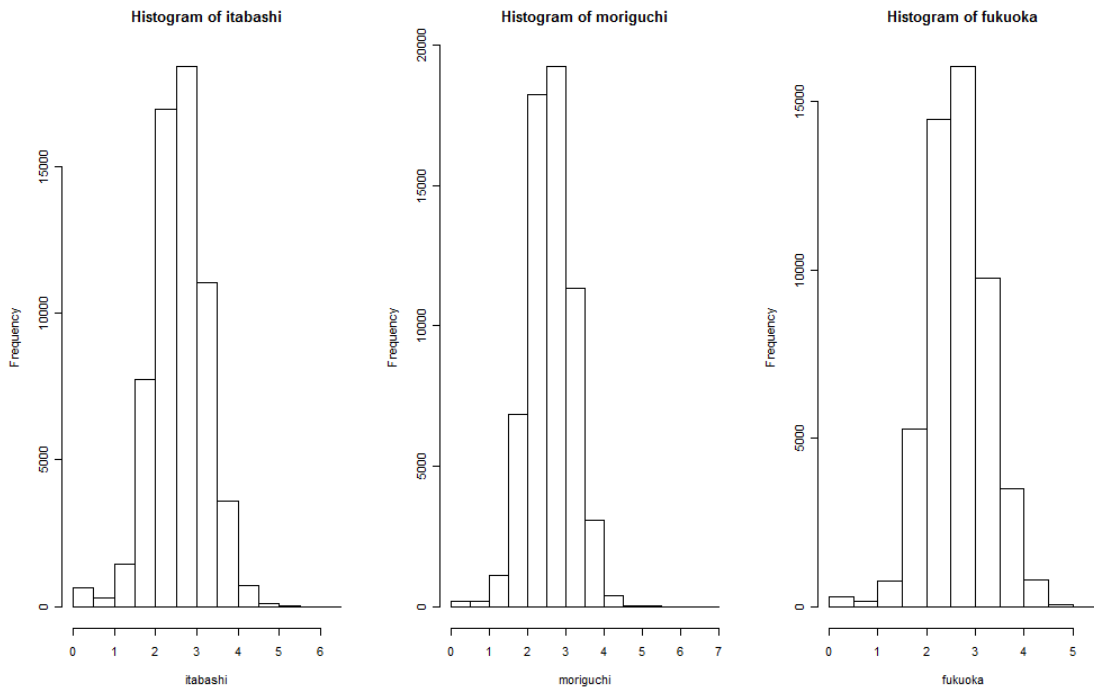 Histogram of itabashi
Frequency
0
5000
10000
15000
0 1 2 3 4 5 6
itabashi
Histogram of moriguchi
Frequency
0
5000
10000
15000
20000
0 1 2 3 4 5 6 7
moriguchi
Histogram of fukuoka
Frequency
0
5000
10000
15000
0 1 2 3 4 5
fukuoka